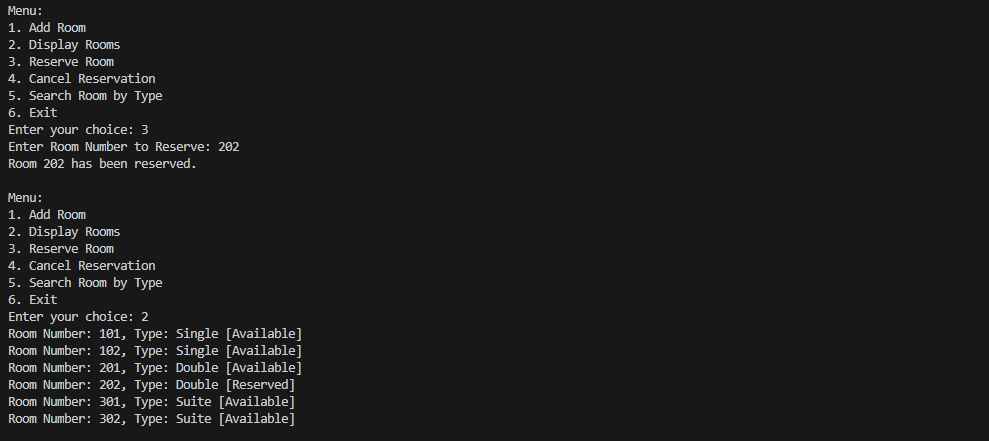 Menu:
1. Add Room
2. Display Rooms
3. Reserve Room
4. Cancel Reservation
5. Search Room by Type
6. Exit
Enter your choice: 3
Enter Room Number to Reserve: 202
Room 202 has been reserved.

Menu:
1. Add Room
2. Display Rooms
3. Reserve Room
4. Cancel Reservation
5. Search Room by Type
6. Exit
Enter your choice: 2
Room Number: 101, Type: Single [Available]
Room Number: 102, Type: Single [Available]
Room Number: 201, Type: Double [Available]
Room Number: 202, Type: Double [Reserved]
Room Number: 301, Type: Suite [Available]
Room Number: 302, Type: Suite [Available]